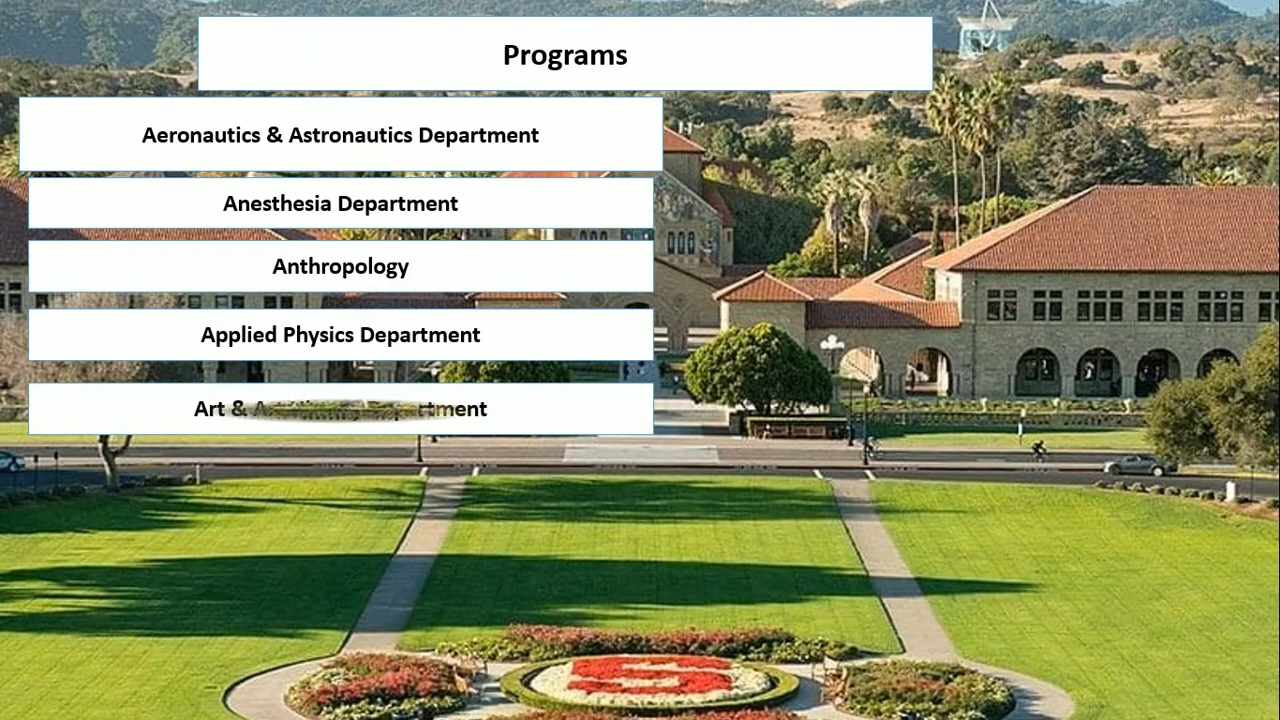 Programs
Aeronautics & Astronautics Department
Anesthesia Department
Anthropology
Applied Physics Department
Art &
S